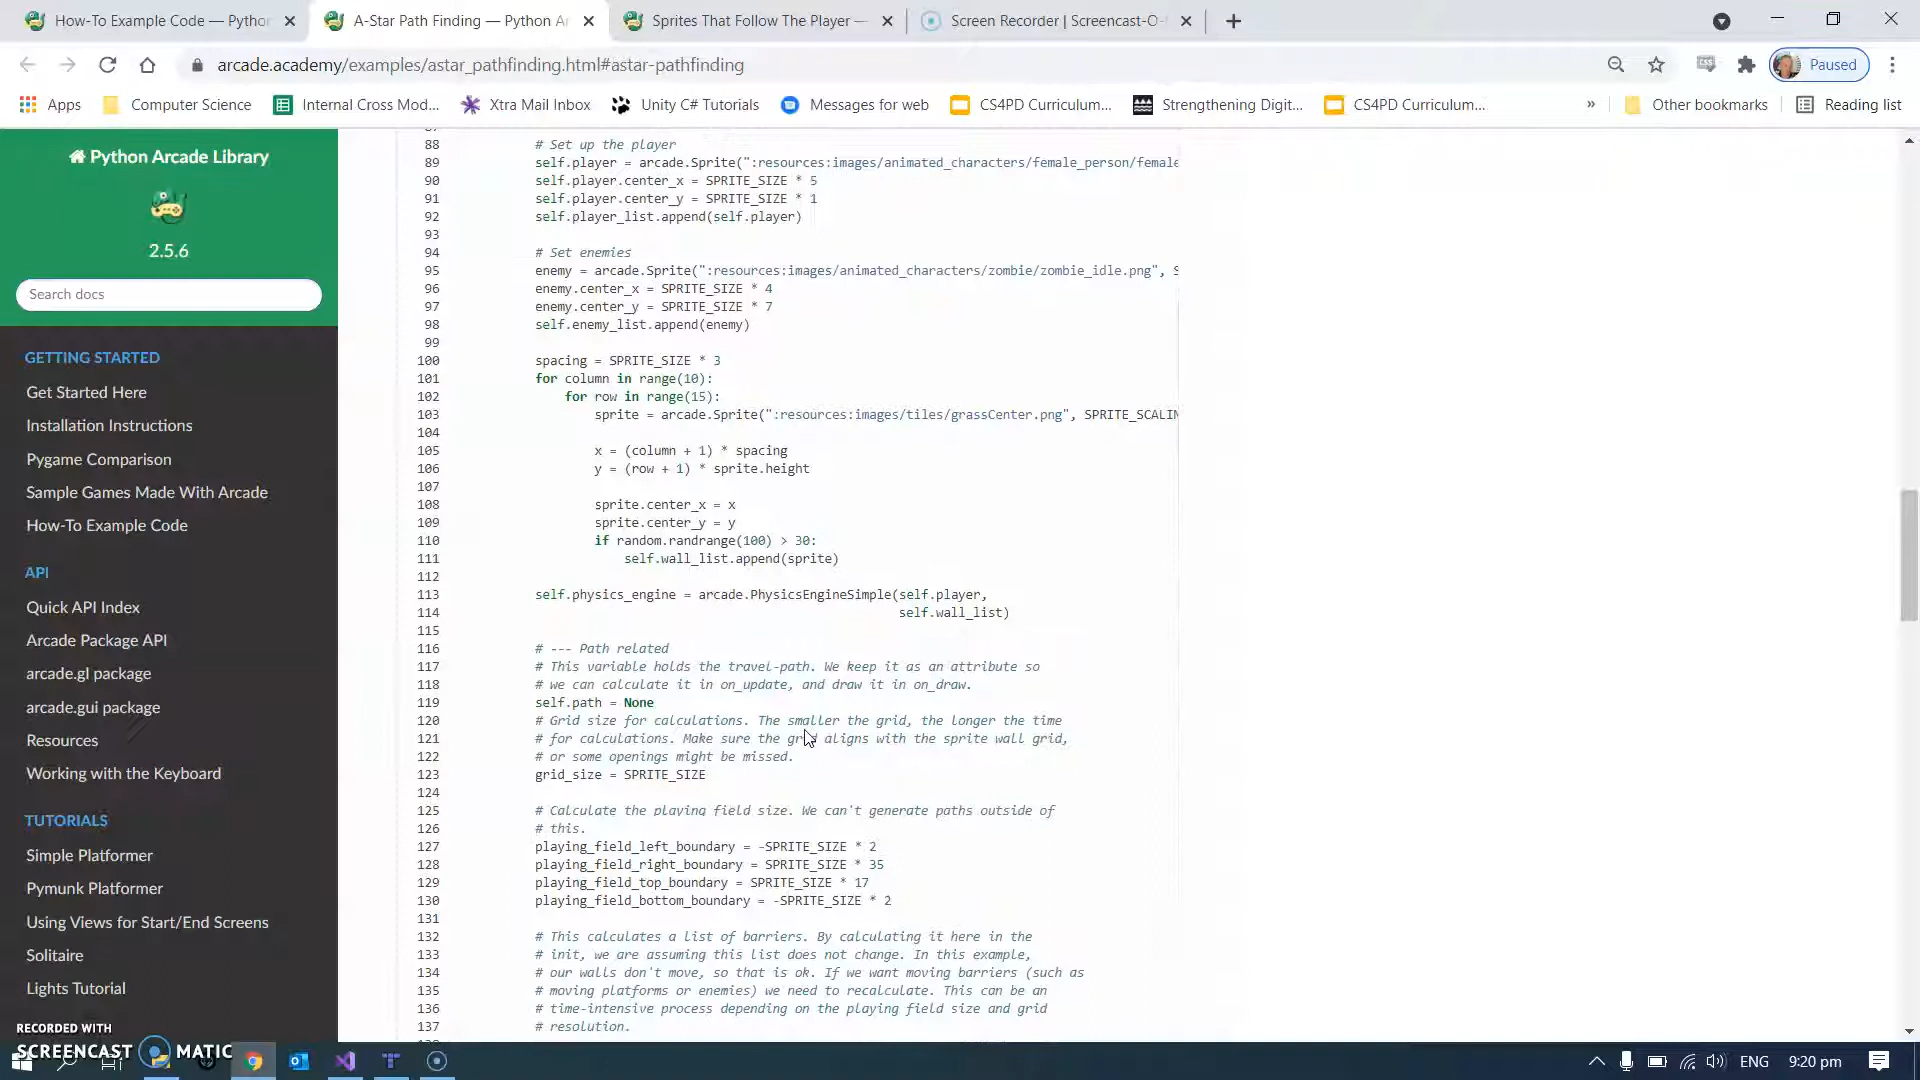 How-To Example Code — Pytho
A-Star Path Finding — Python A
Sprites That Follow The Player —
Screen Recorder | Screencast-O-
arcade.academy/examples/astar_pathfinding.html#astar-pathfinding
Paused
Apps
Computer Science
Internal Cross Mod...
Xtra Mail Inbox
Unity C# Tutorials
Messages for web
CS4PD Curriculum...
Strengthening Digit...
CS4PD Curriculum...
»
Other bookmarks
Reading list
Python Arcade Library
2.5.6
Search docs
GETTING STARTED
Get Started Here
Installation Instructions
Pygame Comparison
Sample Games Made With Arcade
How-To Example Code
API
Quick API Index
Arcade Package API
arcade.gl package
arcade.gui package
Resources
Working with the Keyboard
TUTORIALS
Simple Platformer
Pymunk Platformer
Using Views for Start/End Screens
Solitaire
Lights Tutorial
88 # Set up the player
89 self.player = arcade.Sprite(":resources:images/animated_characters/female_person/female
90 self.player.center_x = SPRITE_SIZE * 5
91 self.player.center_y = SPRITE_SIZE * 1
92 self.player_list.append(self.player)
93
94 # Set enemies
95 enemy = arcade.Sprite(":resources:images/animated_characters/zombie/zombie_idle.png", S
96 enemy.center_x = SPRITE_SIZE * 4
97 enemy.center_y = SPRITE_SIZE * 7
98 self.enemy_list.append(enemy)
99
100 spacing = SPRITE_SIZE * 3
101 for column in range(10):
102 for row in range(15):
103 sprite = arcade.Sprite(":resources:images/tiles/grassCenter.png", SPRITE_SCALIN
104
105 x = (column + 1) * spacing
106 y = (row + 1) * sprite.height
107
108 sprite.center_x = x
109 sprite.center_y = y
110 if random.randrange(100) > 30:
111 self.wall_list.append(sprite)
112
113 self.physics_engine = arcade.PhysicsEngineSimple(self.player,
114 self.wall_list)
115
116 # --- Path related
117 # This variable holds the travel-path. We keep it as an attribute so
118 # we can calculate it in on_update, and draw it in on_draw.
119 self.path = None
120 # Grid size for calculations. The smaller the grid, the longer the time
121 # for calculations. Make sure the grid aligns with the sprite wall grid,
122 # or some openings might be missed.
123 grid_size = SPRITE_SIZE
124
125 # Calculate the playing field size. We can't generate paths outside of
126 # this.
127 playing_field_left_boundary = -SPRITE_SIZE * 2
128 playing_field_right_boundary = SPRITE_SIZE * 35
129 playing_field_top_boundary = SPRITE_SIZE * 17
130 playing_field_bottom_boundary = -SPRITE_SIZE * 2
131
132 # This calculates a list of barriers. By calculating it here in the
133 # init, we are assuming this list does not change. In this example,
134 # our walls don't move, so that is ok. If we want moving barriers (such as
135 # moving platforms or enemies) we need to recalculate. This can be an
136 # time-intensive process depending on the playing field size and grid
137 # resolution.
RECORDED WITH
SCREENCAST MATIC
ENG
9:20 pm